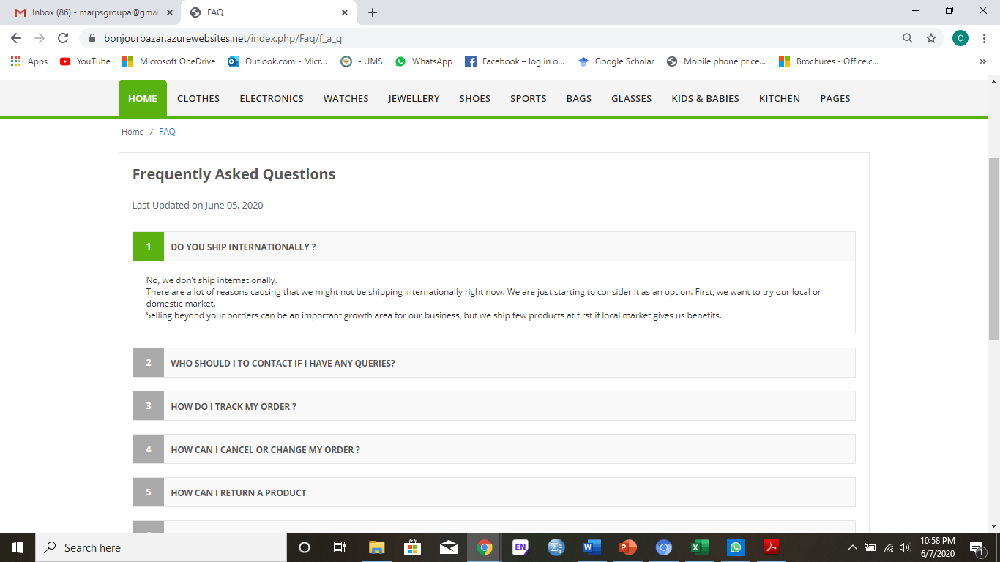 Inbox (86) - marpsgroupa@gmai
FAQ
bonjourbazar.azurewebsites.net/index.php/Faq/f_a_q
C
Apps YouTube Microsoft OneDrive Outlook.com - Micr... - UMS WhatsApp Facebook – log in o... Google Scholar Mobile phone price... Brochures - Office.c... »
HOME CLOTHES ELECTRONICS WATCHES JEWELLERY SHOES SPORTS BAGS GLASSES KIDS & BABIES KITCHEN PAGES
Home / FAQ
Frequently Asked Questions
Last Updated on June 05, 2020
1 DO YOU SHIP INTERNATIONALLY ?
No, we don't ship internationally.
There are a lot of reasons causing that we might not be shipping internationally right now. We are just starting to consider it as an option. First, we want to try our local or
domestic market.
Selling beyond your borders can be an important growth area for our business, but we ship few products at first if local market gives us benefits.
2 WHO SHOULD I TO CONTACT IF I HAVE ANY QUERIES?
3 HOW DO I TRACK MY ORDER ?
4 HOW CAN I CANCEL OR CHANGE MY ORDER ?
5 HOW CAN I RETURN A PRODUCT
Search here
EN
10:58 PM
6/7/2020
1